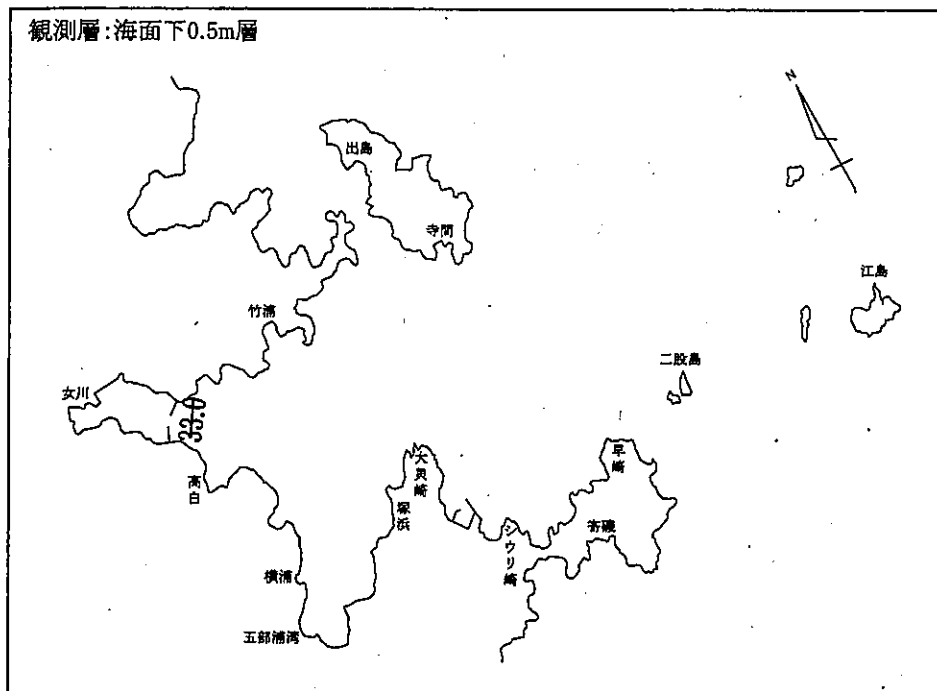 観測層:海面下0.5m層
N
出島
寺間
江島
竹浦
二股島
女川
33.0
早崎
大貝崎
高白
塚浜
寄磯
シウリ崎
横浦
五部浦湾